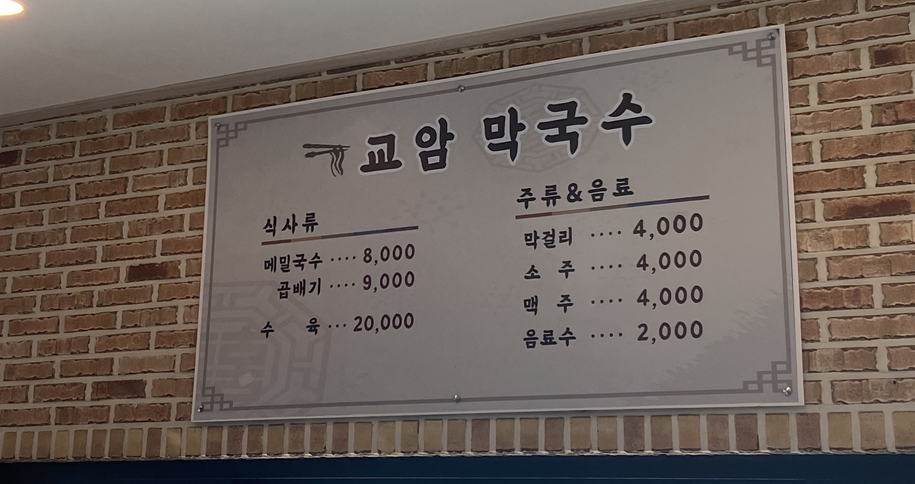 교암 막국수
식사류
메밀국수 ···· 8,000
곱배기 ···· 9,000
수 육 ··· 20,000
주류&음료
막걸리 ···· 4,000
소 주 ···· 4,000
맥 주 ···· 4,000
음료수 ···· 2,000